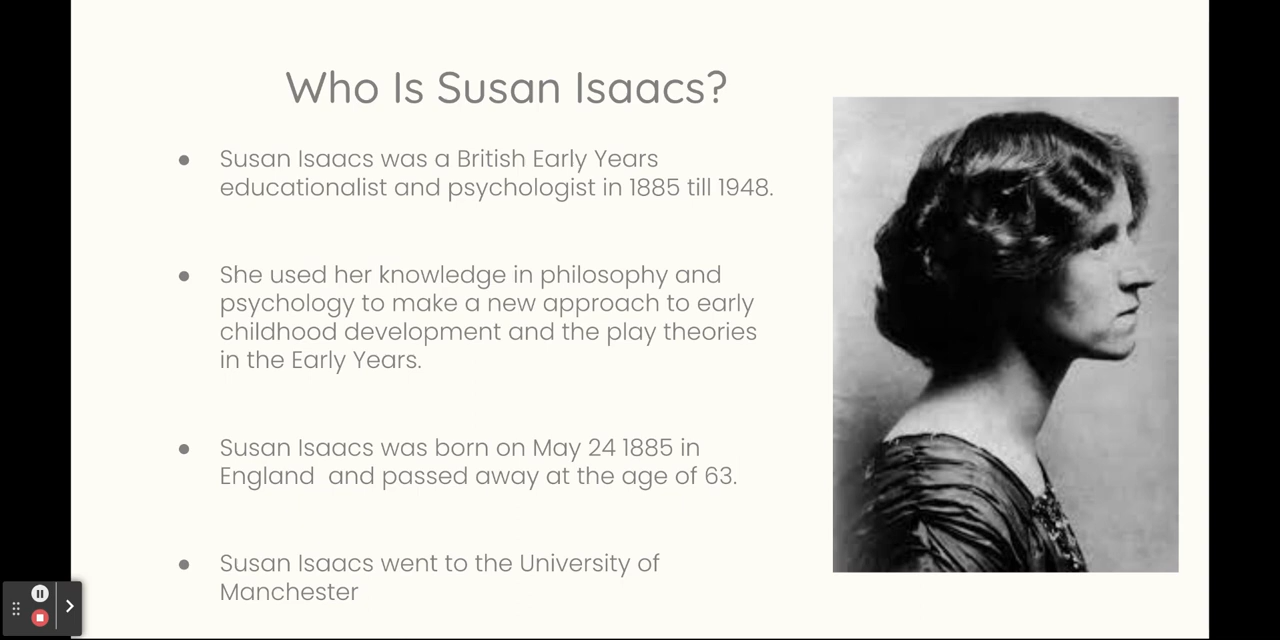 Who Is Susan Isaacs?
● Susan Isaacs was a British Early Years
educationalist and psychologist in 1885 till 1948.
● She used her knowledge in philosophy and
psychology to make a new approach to early
childhood development and the play theories
in the Early Years.
● Susan Isaacs was born on May 24 1885 in
England  and passed away at the age of 63.
● Susan Isaacs went to the University of
Manchester